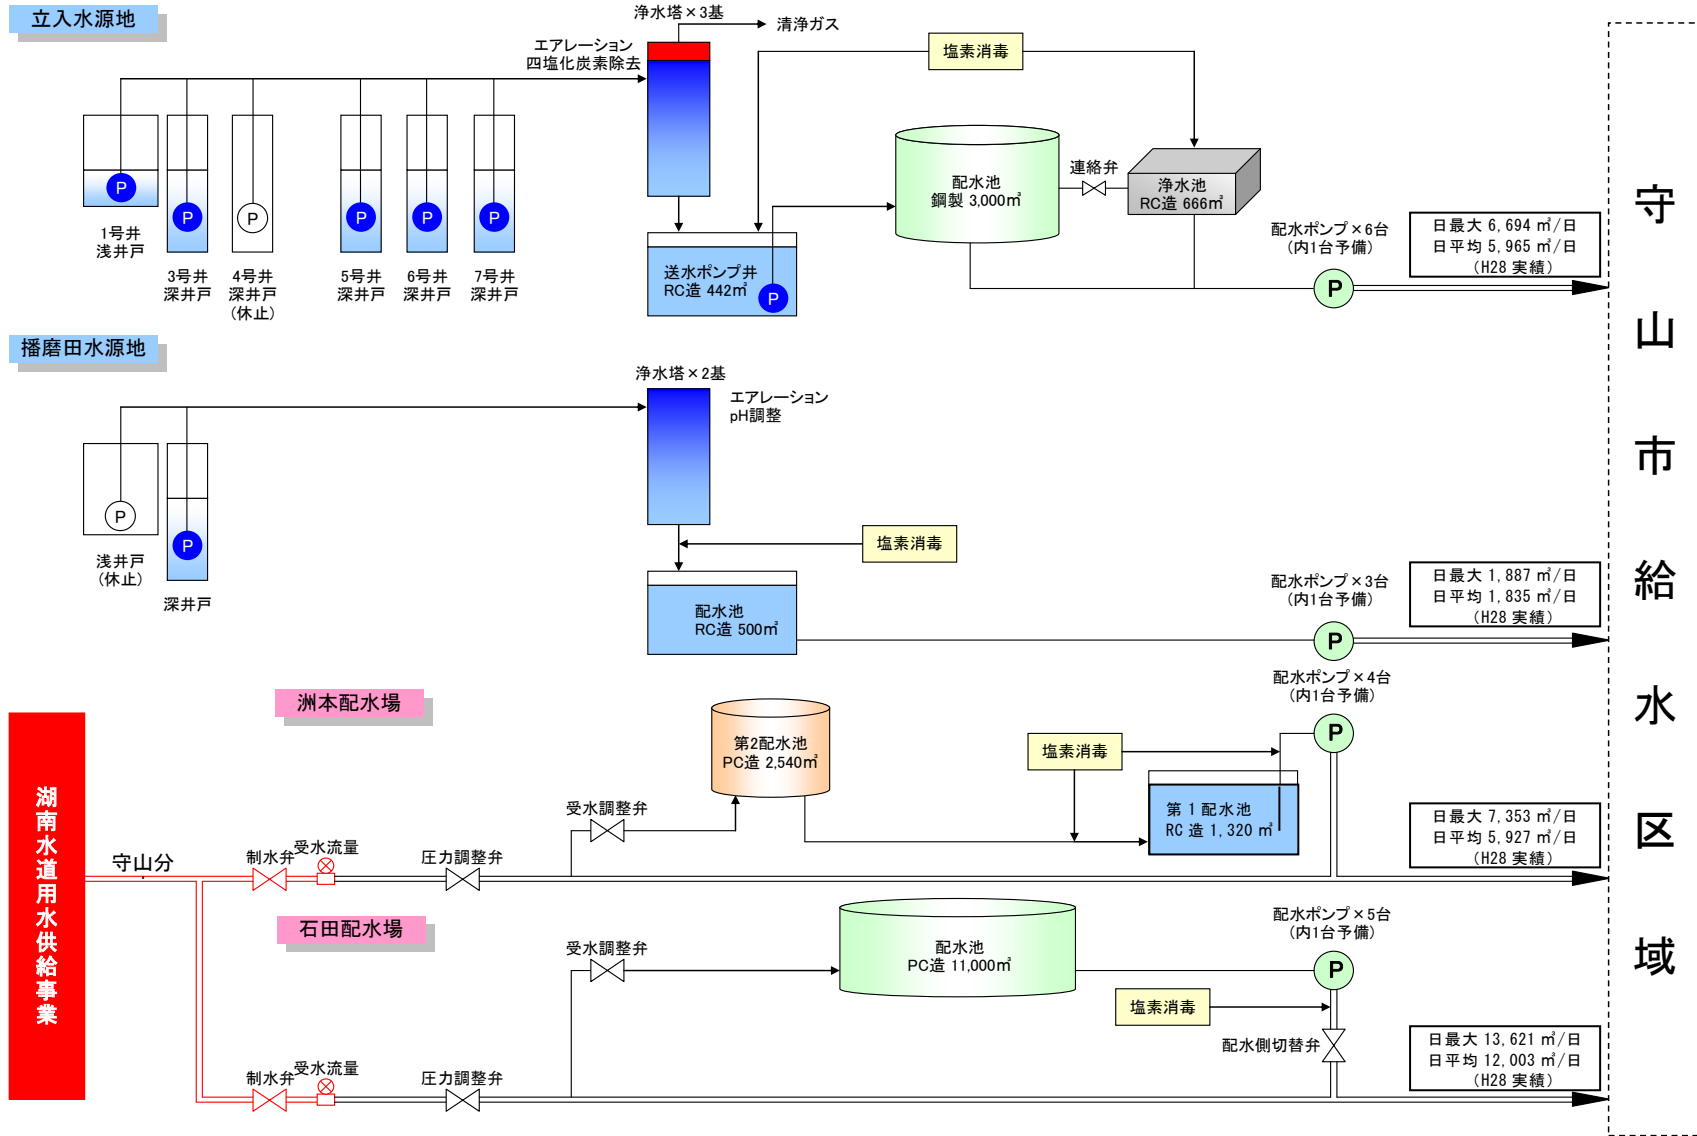 立入水源地
浄水塔×3基
清浄ガス
エアレーション
四塩化炭素除去
塩素消毒
1号井
浅井戸
3号井
深井戸
4号井
深井戸
(休止)
5号井
深井戸
6号井
深井戸
7号井
深井戸
P
P
P
P
P
P
送水ポンプ井
RC造 442㎥
P
配水池
鋼製 3,000㎥
連絡弁
浄水池
RC造 666㎥
配水ポンプ×6台
(内1台予備)
P
日最大 6,694 ㎥/日
日平均 5,965 ㎥/日
(H28 実績)
播磨田水源地
浄水塔×2基
エアレーション
pH調整
P
P
浅井戸
(休止)
深井戸
塩素消毒
配水池
RC造 500㎥
配水ポンプ×3台
(内1台予備)
P
日最大 1,887 ㎥/日
日平均 1,835 ㎥/日
(H28 実績)
洲本配水場
湖南水道用水供給事業
守山分
制水弁
受水流量
圧力調整弁
受水調整弁
第2配水池
PC造 2,540㎥
塩素消毒
第1配水池
RC造 1,320 ㎥
配水ポンプ×4台
(内1台予備)
P
日最大 7,353 ㎥/日
日平均 5,927 ㎥/日
(H28 実績)
石田配水場
制水弁
受水流量
圧力調整弁
受水調整弁
配水池
PC造 11,000㎥
配水ポンプ×5台
(内1台予備)
P
塩素消毒
配水側切替弁
日最大 13,621 ㎥/日
日平均 12,003 ㎥/日
(H28 実績)
守山市給水区域